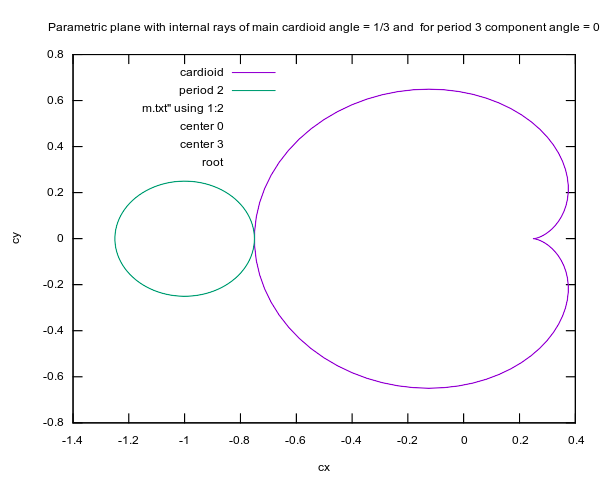 Parametric plane with internal rays of main cardioid angle = 1/3 and  for period 3 component angle = 0
0.8
cardioid
period 2
0.6
m.txt" using 1:2
center 0
0.4
center 3
root
0.2
cy
0
-0.2
-0.4
-0.6
-0.8
-1.4 -1.2 -1 -0.8 -0.6 -0.4 -0.2 0 0.2 0.4
cx